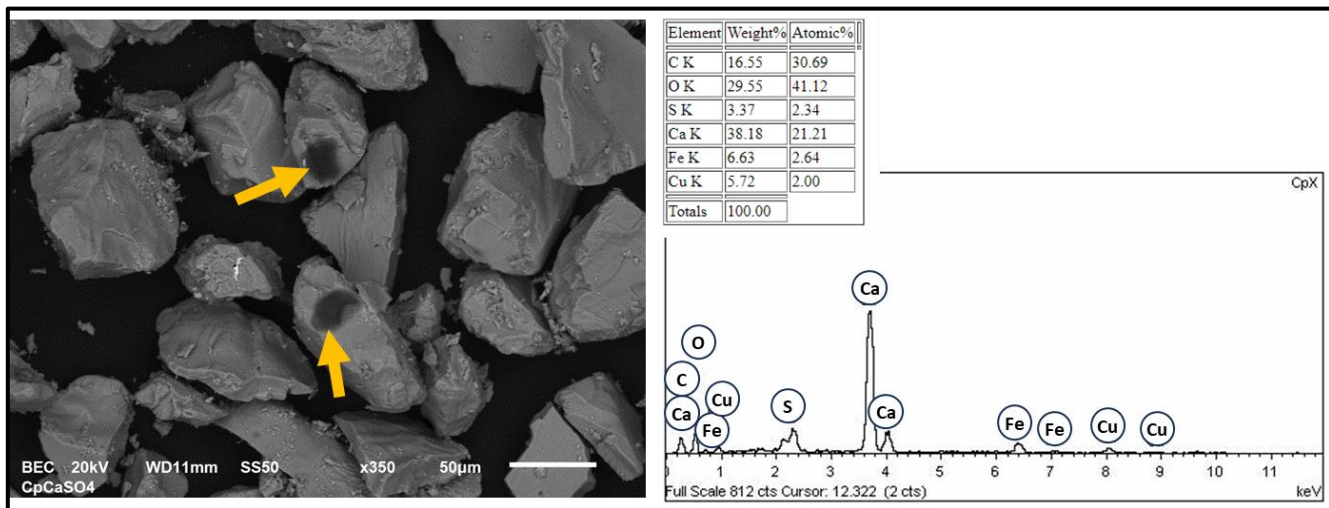 BEC 20kV WD11mm SS50 x350 50µm
CpCaSO4
Element Weight% Atomic%
C K 16.55 30.69
O K 29.55 41.12
S K 3.37 2.34
Ca K 38.18 21.21
Fe K 6.63 2.64
Cu K 5.72 2.00
Totals 100.00
CpX
Ca
O
C
Cu
Ca
Fe
S
Ca
Fe
Fe
Cu
Cu
0 1 2 3 4 5 6 7 8 9 10 11
Full Scale 812 cts Cursor: 12.322 (2 cts)
keV